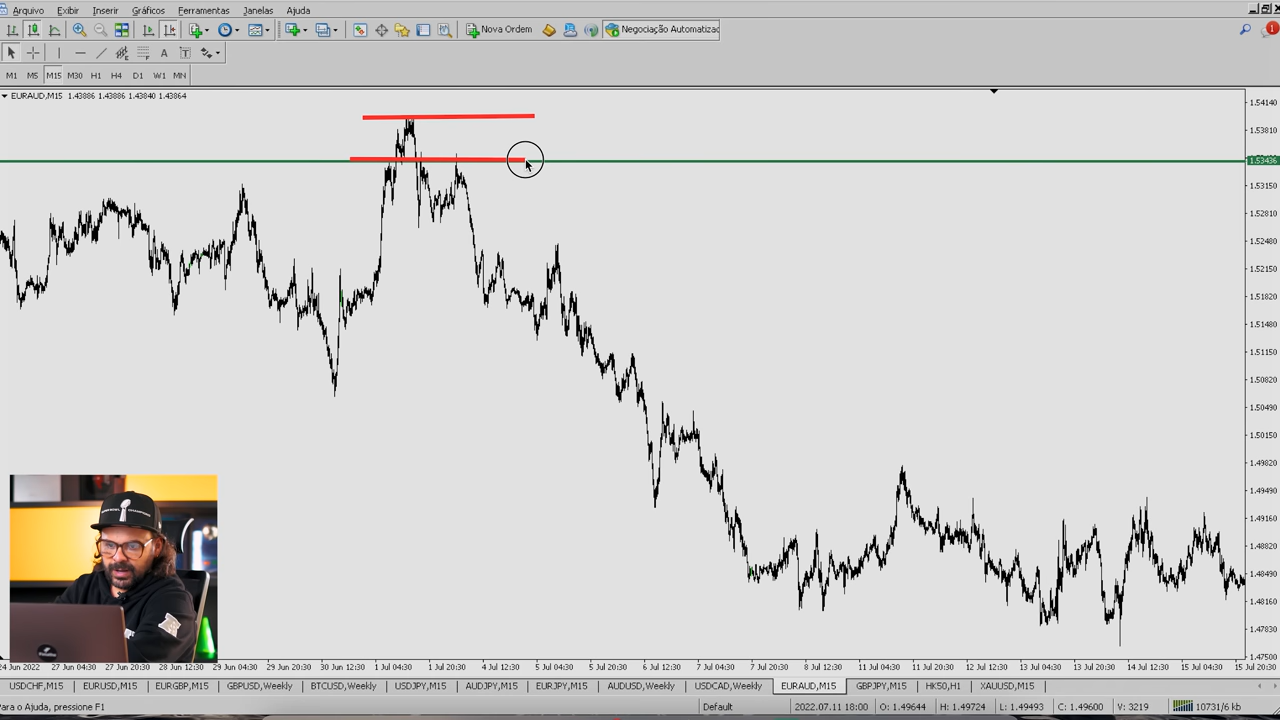 Arquivo Exibir Inserir Gráficos Ferramentas Janelas Ajuda
Nova Ordem Negociação Automatizac 1
A T
M1 M5 M15 M30 H1 H4 D1 W1 MN
EURAUD,M15 1.43886 1.43886 1.43840 1.43864
1.54140
1.53810
1.53436
1.53150
1.52810
1.52480
1.52150
1.51820
1.51480
1.51150
1.50820
1.50490
1.50150
1.49820
1.49490
1.49160
1.48820
1.48490
1.48160
1.47830
1.47500
24 Jun 2022 27 Jun 04:30 27 Jun 20:30 28 Jun 12:30 29 Jun 04:30 29 Jun 20:30 30 Jun 12:30 1 Jul 04:30 1 Jul 20:30 4 Jul 12:30 5 Jul 04:30 5 Jul 20:30 6 Jul 12:30 7 Jul 04:30 7 Jul 20:30 8 Jul 12:30 11 Jul 04:30 11 Jul 20:30 12 Jul 12:30 13 Jul 04:30 13 Jul 20:30 14 Jul 12:30 15 Jul 04:30 15 Jul 20:30
USDCHF,M15 EURUSD,M15 EURGBP,M15 GBPUSD,Weekly BTCUSD,Weekly USDJPY,M15 AUDJPY,M15 EURJPY,M15 AUDUSD,Weekly USDCAD,Weekly EURAUD,M15 GBPJPY,M15 HK50,H1 XAUUSD,M15
Para o Ajuda, pressione F1 Default 2022.07.11 18:00 O: 1.49644 H: 1.49724 L: 1.49493 C: 1.49600 V: 3219 10731/6 kb